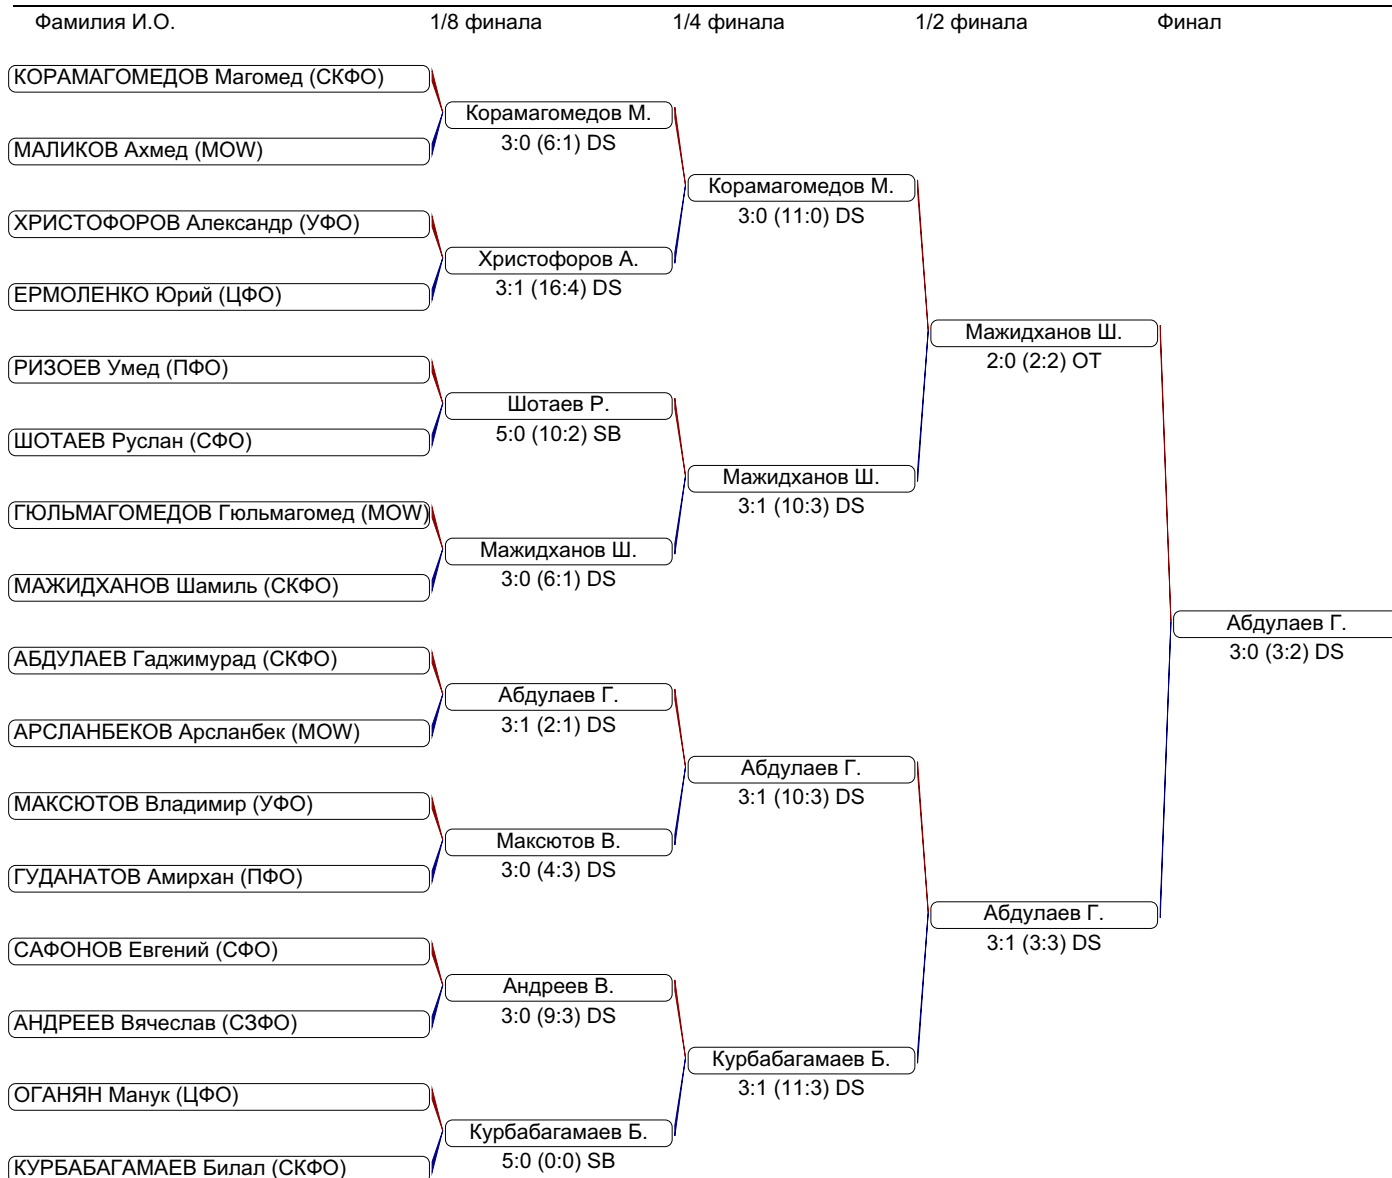 Фамилия И.О. 1/8 финала 1/4 финала 1/2 финала Финал
КОРАМАГОМЕДОВ Магомед (СКФО)
Корамагомедов М.
3:0 (6:1) DS
МАЛИКОВ Ахмед (MOW)
Корамагомедов М.
3:0 (11:0) DS
ХРИСТОФОРОВ Александр (УФО)
Христофоров А.
3:1 (16:4) DS
ЕРМОЛЕНКО Юрий (ЦФО)
Мажидханов Ш.
2:0 (2:2) OT
РИЗОЕВ Умед (ПФО)
Шотаев Р.
5:0 (10:2) SB
ШОТАЕВ Руслан (СФО)
Мажидханов Ш.
3:1 (10:3) DS
ГЮЛЬМАГОМЕДОВ Гюльмагомед (MOW)
Мажидханов Ш.
3:0 (6:1) DS
МАЖИДХАНОВ Шамиль (СКФО)
Абдулаев Г.
3:0 (3:2) DS
АБДУЛАЕВ Гаджимурад (СКФО)
Абдулаев Г.
3:1 (2:1) DS
АРСЛАНБЕКОВ Арсланбек (MOW)
Абдулаев Г.
3:1 (10:3) DS
МАКСЮТОВ Владимир (УФО)
Максютов В.
3:0 (4:3) DS
ГУДАНАТОВ Амирхан (ПФО)
Абдулаев Г.
3:1 (3:3) DS
САФОНОВ Евгений (СФО)
Андреев В.
3:0 (9:3) DS
АНДРЕЕВ Вячеслав (СЗФО)
Курбабагамаев Б.
3:1 (11:3) DS
ОГАНЯН Манук (ЦФО)
Курбабагамаев Б.
5:0 (0:0) SB
КУРБАБАГАМАЕВ Билал (СКФО)